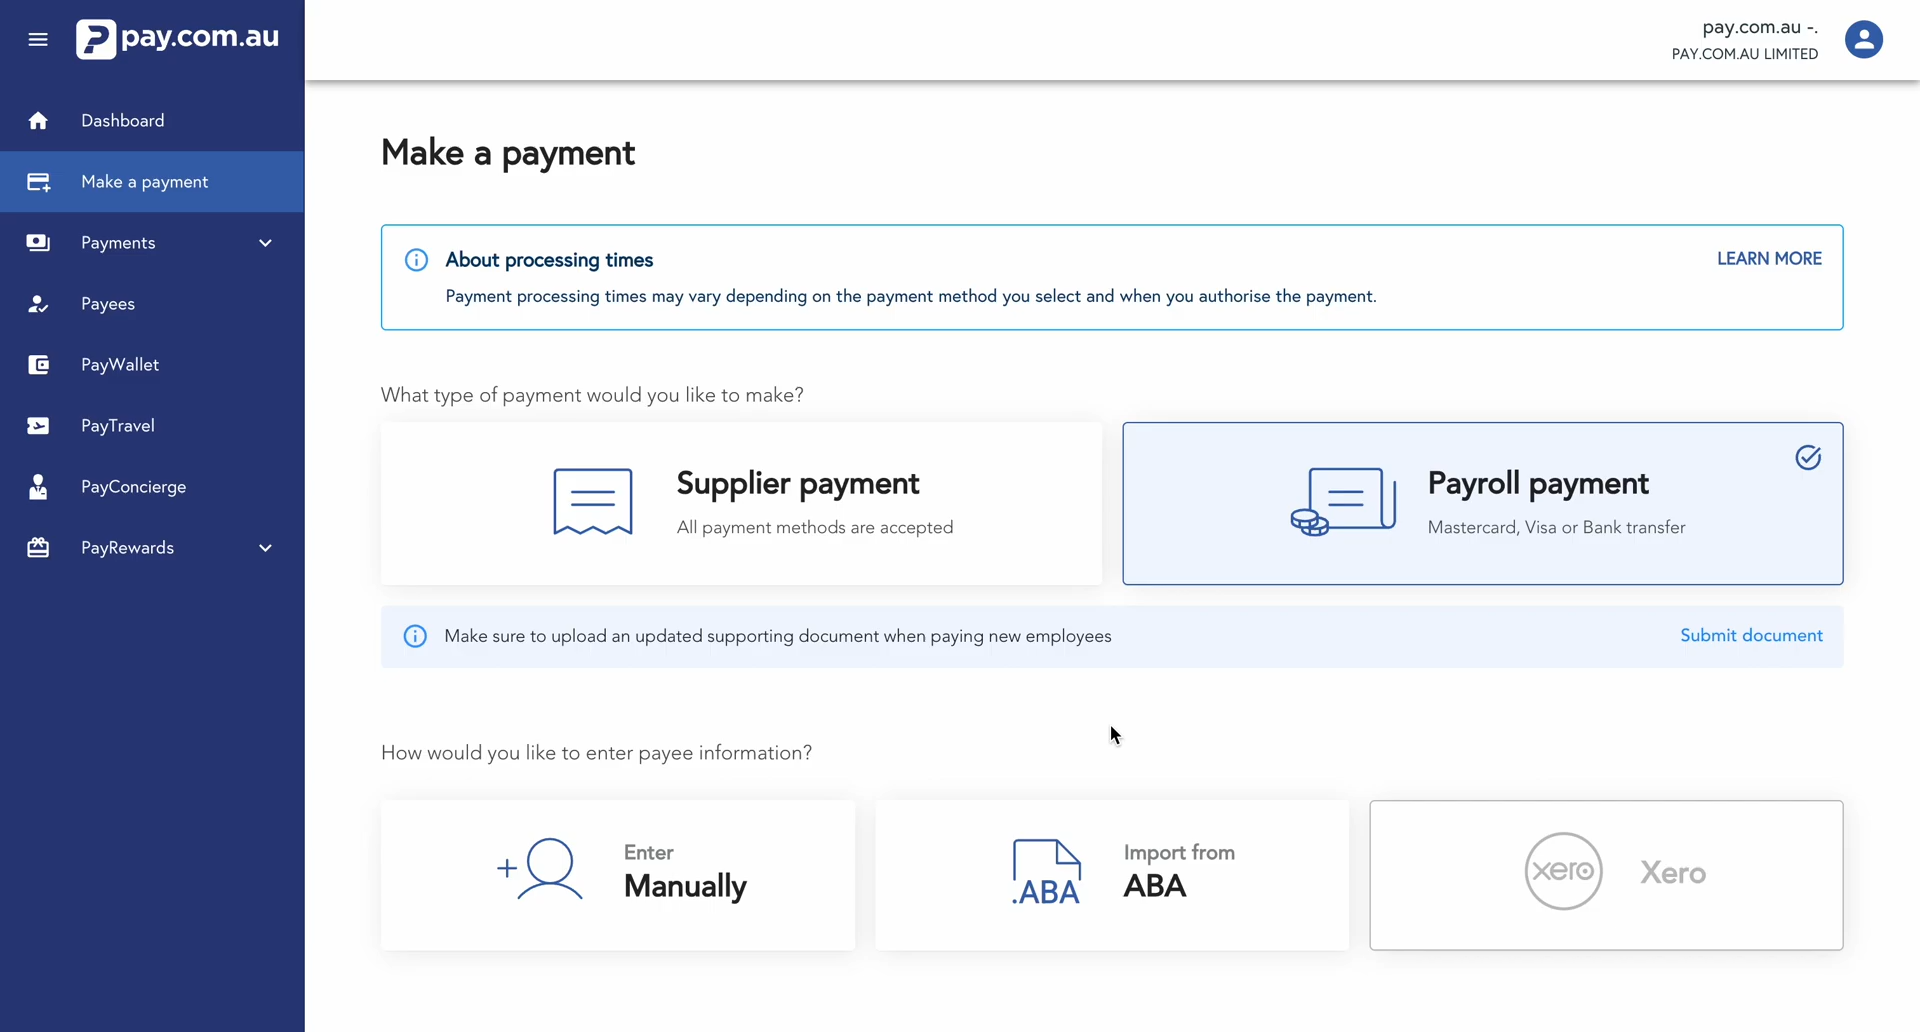 pay.com.au
pay.com.au -.
PAY.COM.AU LIMITED
Dashboard
Make a payment
Payments
Payees
PayWallet
PayTravel
PayConcierge
PayRewards
Make a payment
About processing times
LEARN MORE
Payment processing times may vary depending on the payment method you select and when you authorise the payment.
What type of payment would you like to make?
Supplier payment
All payment methods are accepted
Payroll payment
Mastercard, Visa or Bank transfer
Make sure to upload an updated supporting document when paying new employees
Submit document
How would you like to enter payee information?
Enter
Manually
.ABA
Import from
ABA
xero
Xero